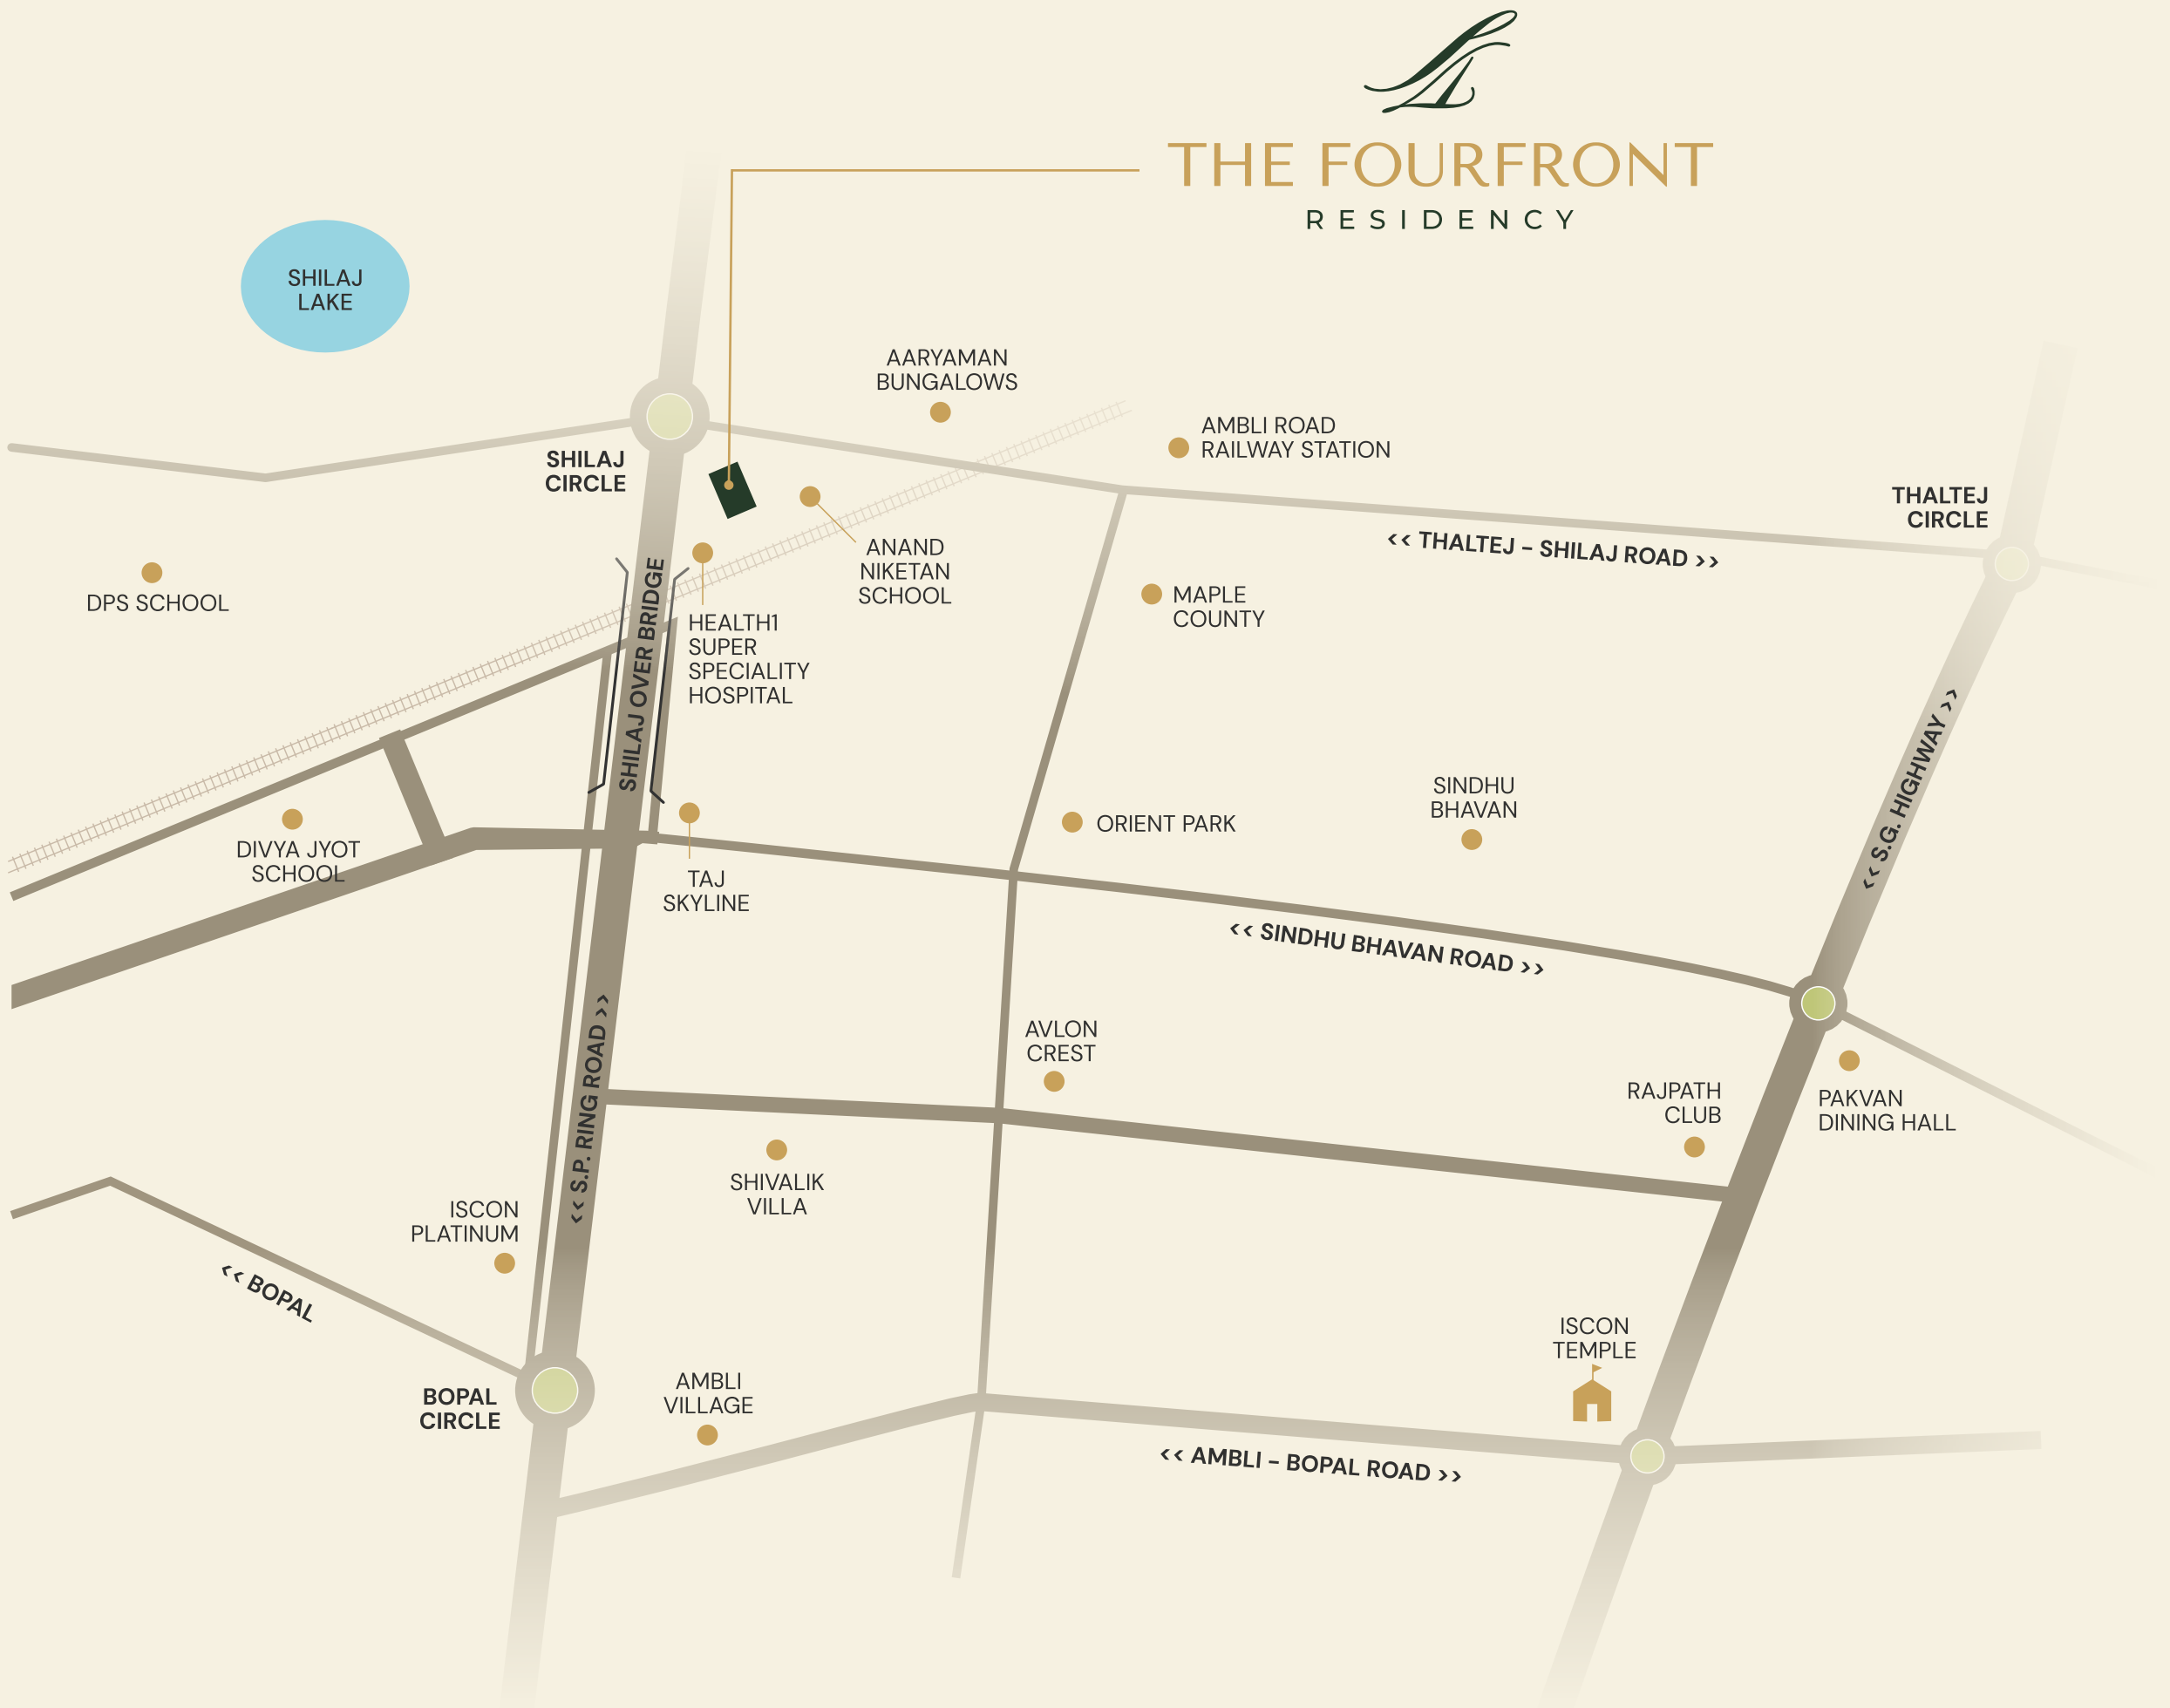 THE FOURFRONT
RESIDENCY
SHILAJ
LAKE
AARYAMAN
BUNGALOWS
AMBLI ROAD
RAILWAY STATION
SHILAJ
CIRCLE
THALTEJ
CIRCLE
<< THALTEJ – SHILAJ ROAD >>
ANAND
NIKETAN
SCHOOL
DPS SCHOOL
MAPLE
COUNTY
HEALTH1
SUPER
SPECIALITY
HOSPITAL
SHILAJ OVER BRIDGE
<< S.G. HIGHWAY >>
SINDHU
BHAVAN
ORIENT PARK
DIVYA JYOT
SCHOOL
TAJ
SKYLINE
<< SINDHU BHAVAN ROAD >>
<< S.P. RING ROAD >>
AVLON
CREST
RAJPATH
CLUB
PAKVAN
DINING HALL
SHIVALIK
VILLA
ISCON
PLATINUM
<< BOPAL
ISCON
TEMPLE
BOPAL
CIRCLE
AMBLI
VILLAGE
<< AMBLI – BOPAL ROAD >>